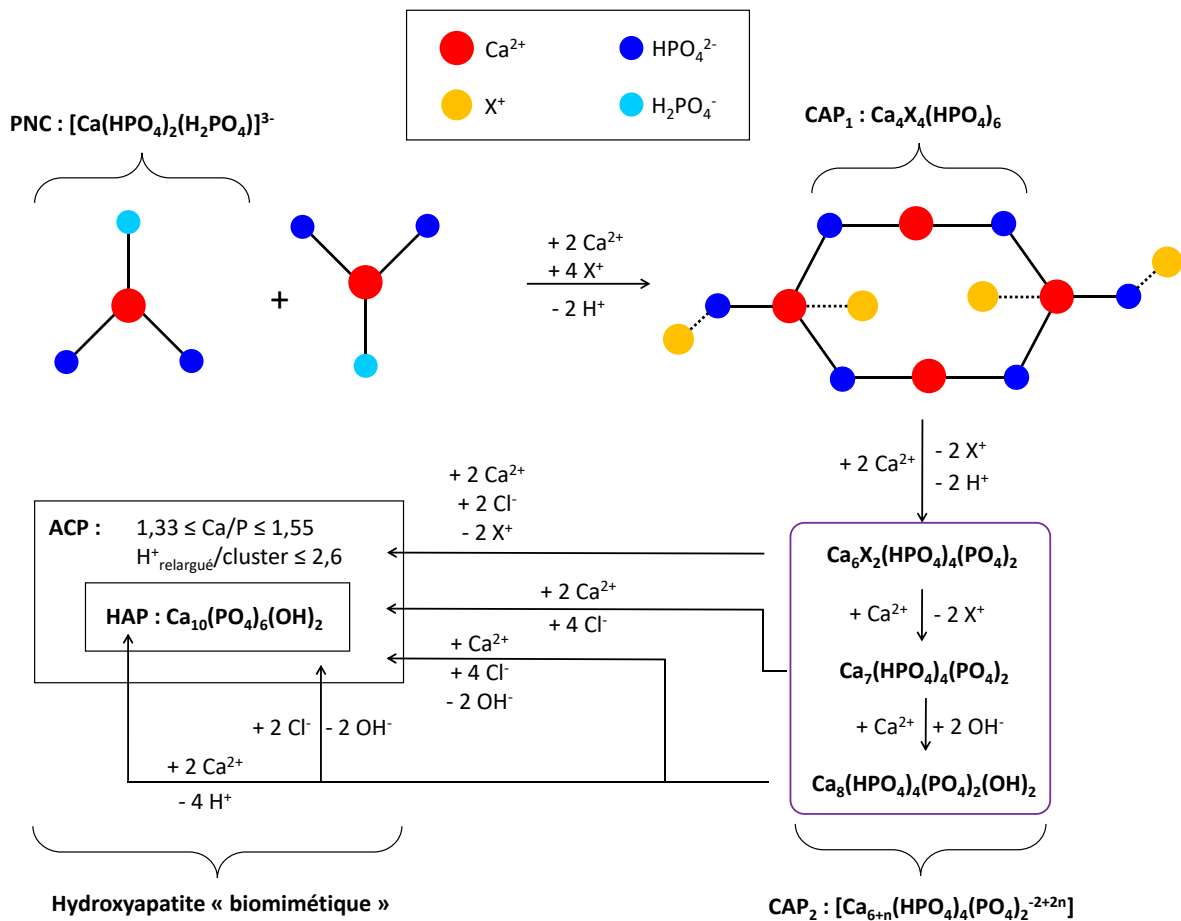 Ca²⁺
HPO₄²⁻
X⁺
H₂PO₄⁻
PNC : [Ca(HPO₄)₂(H₂PO₄)]³⁻
CAP₁ : Ca₄X₄(HPO₄)₆
+
+ 2 Ca²⁺
+ 4 X⁺
- 2 H⁺
+ 2 Ca²⁺
- 2 X⁺
- 2 H⁺
+ 2 Ca²⁺
+ 2 Cl⁻
- 2 X⁺
ACP : 1,33 ≤ Ca/P ≤ 1,55
H⁺relargué/cluster ≤ 2,6
HAP : Ca₁₀(PO₄)₆(OH)₂
Ca₆X₂(HPO₄)₄(PO₄)₂
+ 2 Ca²⁺
+ 4 Cl⁻
+ Ca²⁺
- 2 X⁺
+ Ca²⁺
+ 4 Cl⁻
- 2 OH⁻
Ca₇(HPO₄)₄(PO₄)₂
+ 2 Cl⁻
- 2 OH⁻
+ Ca²⁺
+ 2 OH⁻
+ 2 Ca²⁺
- 4 H⁺
Ca₈(HPO₄)₄(PO₄)₂(OH)₂
Hydroxyapatite « biomimétique »
CAP₂ : [Ca₆₊ₙ(HPO₄)₄(PO₄)₂⁻²⁺²ⁿ]